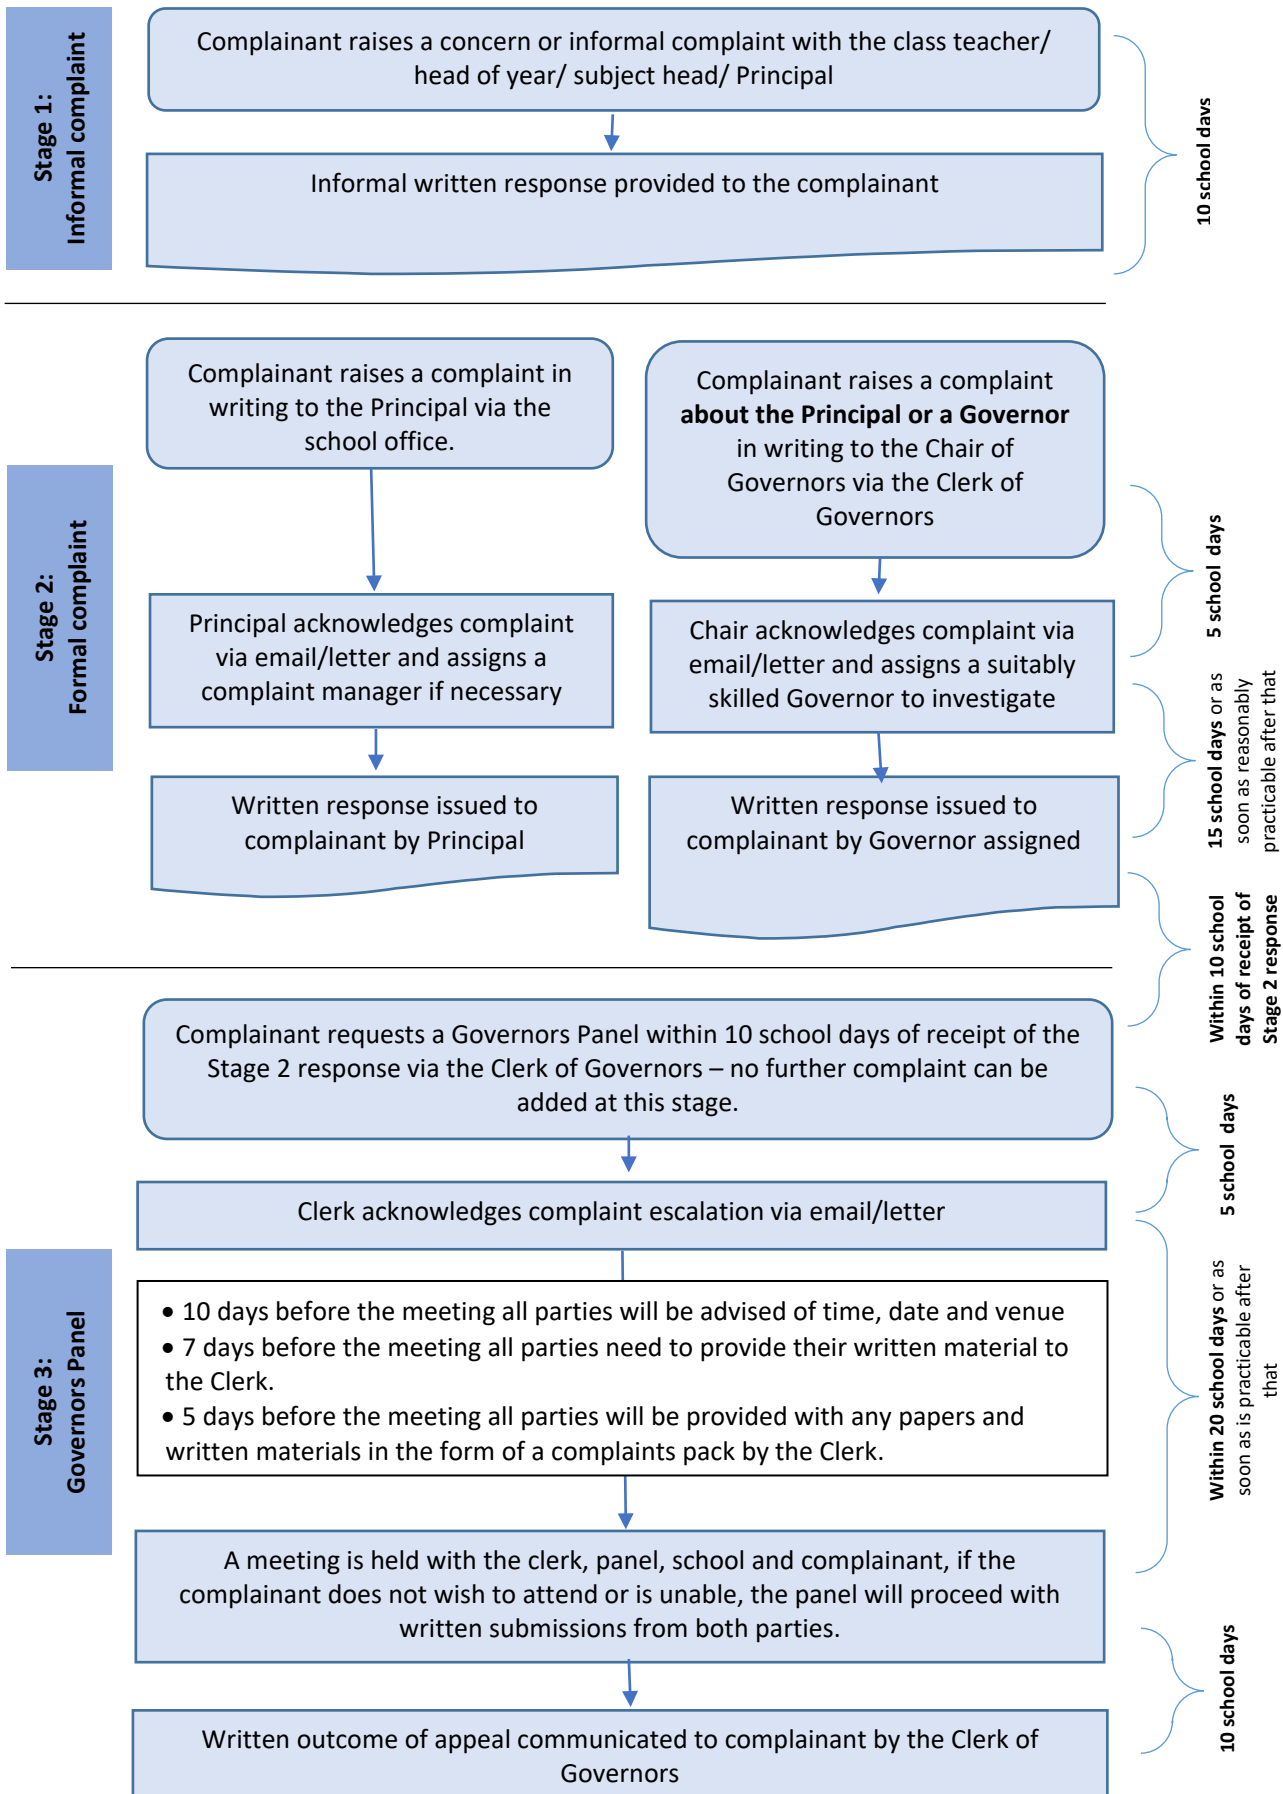 Stage 1:
Informal complaint
Complainant raises a concern or informal complaint with the class teacher/
head of year/ subject head/ Principal
Informal written response provided to the complainant
10 school days
Stage 2:
Formal complaint
Complainant raises a complaint in
writing to the Principal via the
school office.
Complainant raises a complaint
about the Principal or a Governor
in writing to the Chair of
Governors via the Clerk of
Governors
5 school days
Principal acknowledges complaint
via email/letter and assigns a
complaint manager if necessary
Chair acknowledges complaint via
email/letter and assigns a suitably
skilled Governor to investigate
15 school days or as
soon as reasonably
practicable after that
Written response issued to
complainant by Principal
Written response issued to
complainant by Governor assigned
Within 10 school
days of receipt of
Stage 2 response
Stage 3:
Governors Panel
Complainant requests a Governors Panel within 10 school days of receipt of the
Stage 2 response via the Clerk of Governors – no further complaint can be
added at this stage.
5 school days
Clerk acknowledges complaint escalation via email/letter
• 10 days before the meeting all parties will be advised of time, date and venue
• 7 days before the meeting all parties need to provide their written material to
the Clerk.
• 5 days before the meeting all parties will be provided with any papers and
written materials in the form of a complaints pack by the Clerk.
Within 20 school days or as
soon as is practicable after
that
A meeting is held with the clerk, panel, school and complainant, if the
complainant does not wish to attend or is unable, the panel will proceed with
written submissions from both parties.
10 school days
Written outcome of appeal communicated to complainant by the Clerk of
Governors